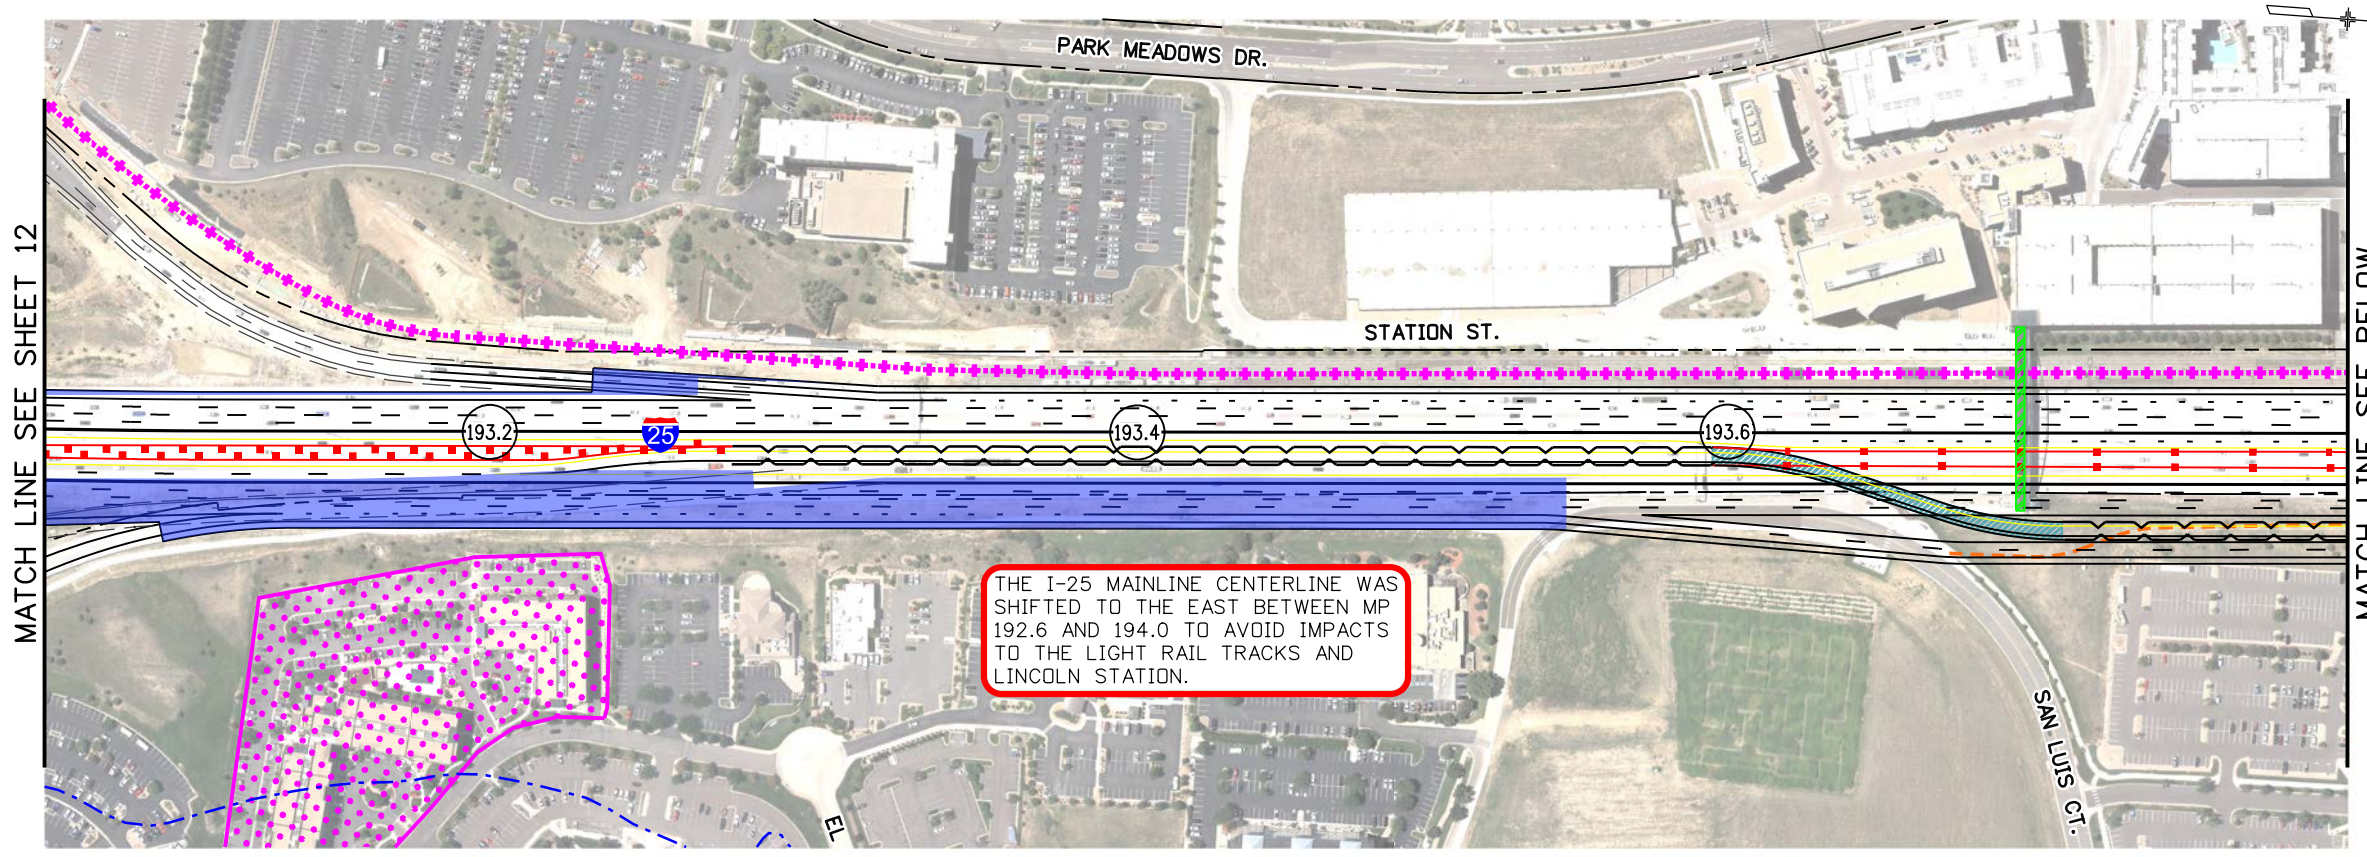 PARK MEADOWS DR.
MATCH LINE SEE SHEET 12
STATION ST.
193.2
25
193.4
193.6
MATCH LINE SEE BELOW
THE I-25 MAINLINE CENTERLINE WAS
SHIFTED TO THE EAST BETWEEN MP
192.6 AND 194.0 TO AVOID IMPACTS
TO THE LIGHT RAIL TRACKS AND
LINCOLN STATION.
SAN LUIS CT.
EL